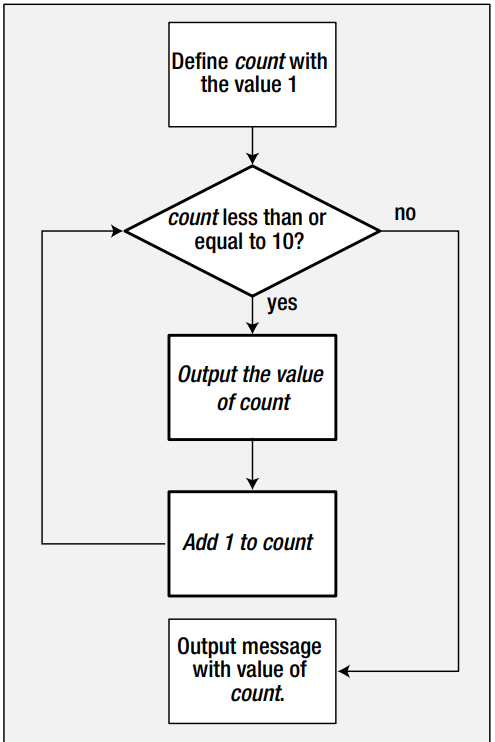 Define count with
the value 1
count less than or
equal to 10?
no
yes
Output the value
of count
Add 1 to count
Output message
with value of
count.